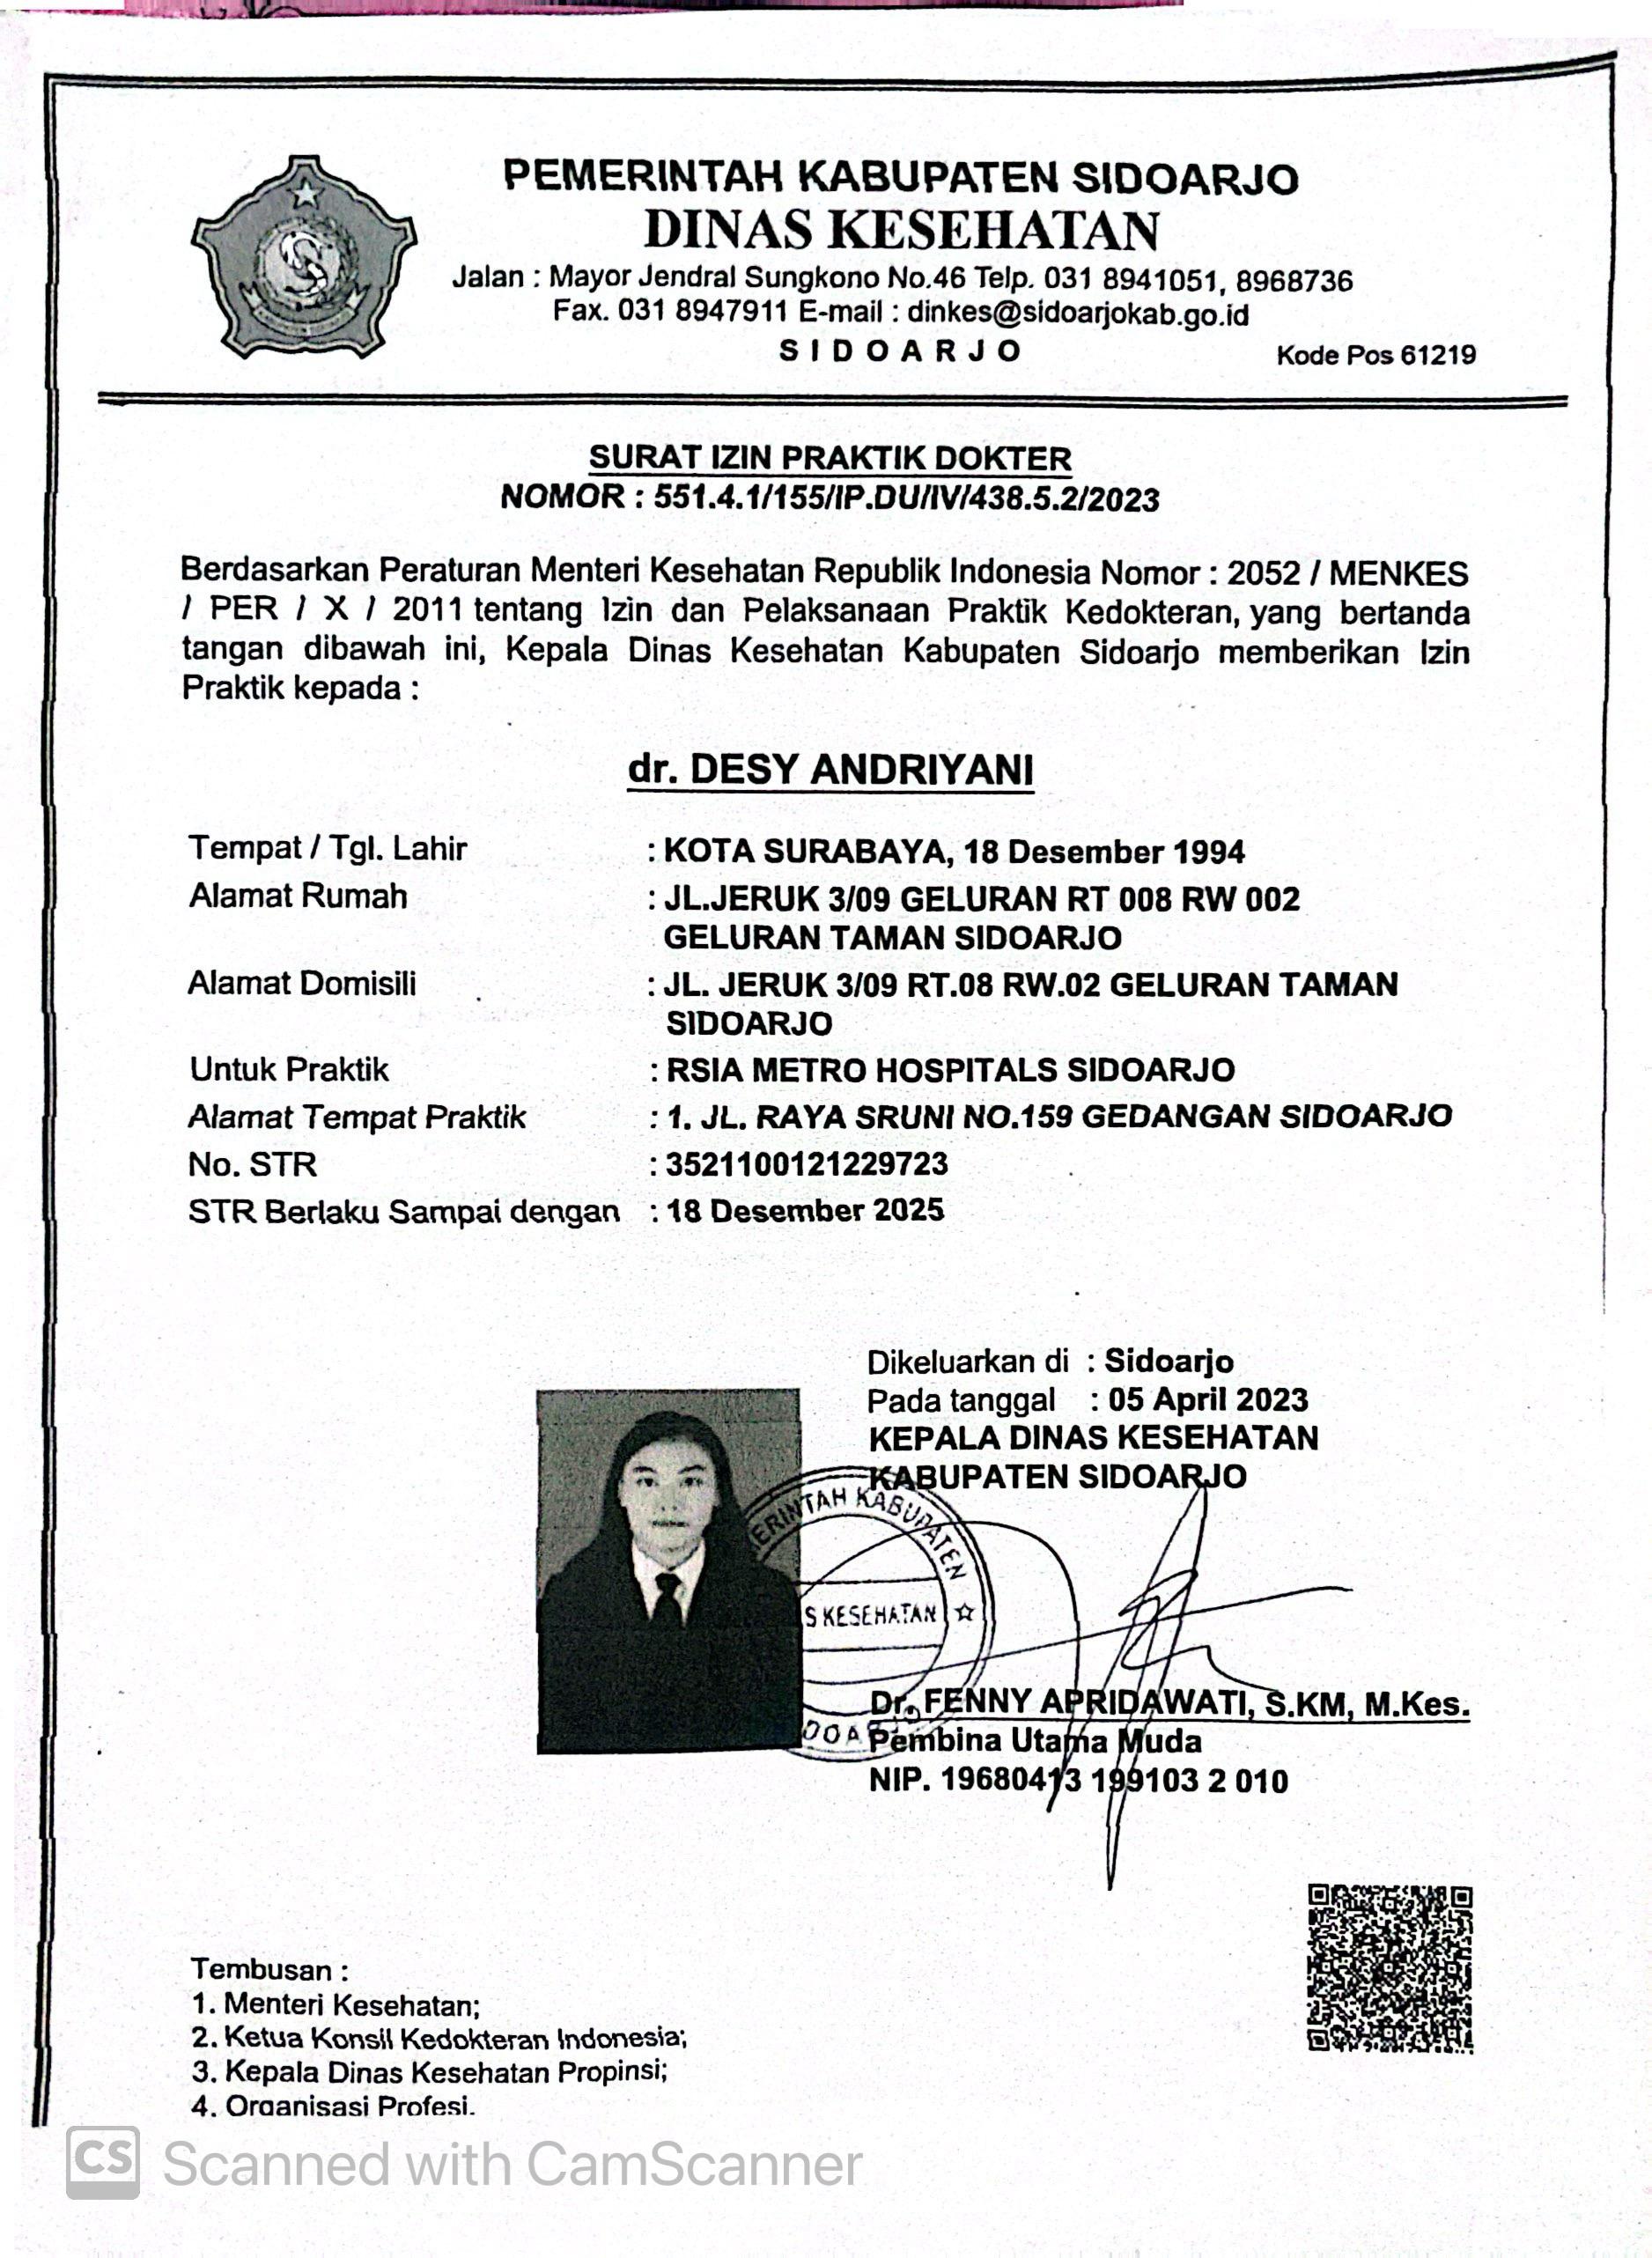 PEMERINTAH KABUPATEN SIDOARJO
DINAS KESEHATAN
Jalan : Mayor Jendral Sungkono No.46 Telp. 031 8941051, 8968736
Fax. 031 8947911 E-mail : dinkes@sidoarjokab.go.id
S I D O A R J O
Kode Pos 61219
SURAT IZIN PRAKTIK DOKTER
NOMOR : 551.4.1/155/IP.DU/IV/438.5.2/2023
Berdasarkan Peraturan Menteri Kesehatan Republik Indonesia Nomor : 2052 / MENKES
/ PER / X / 2011 tentang Izin dan Pelaksanaan Praktik Kedokteran, yang bertanda
tangan dibawah ini, Kepala Dinas Kesehatan Kabupaten Sidoarjo memberikan Izin
Praktik kepada :
dr. DESY ANDRIYANI
Tempat / Tgl. Lahir : KOTA SURABAYA, 18 Desember 1994
Alamat Rumah : JL.JERUK 3/09 GELURAN RT 008 RW 002
GELURAN TAMAN SIDOARJO
Alamat Domisili : JL. JERUK 3/09 RT.08 RW.02 GELURAN TAMAN
SIDOARJO
Untuk Praktik : RSIA METRO HOSPITALS SIDOARJO
Alamat Tempat Praktik : 1. JL. RAYA SRUNI NO.159 GEDANGAN SIDOARJO
No. STR : 3521100121229723
STR Berlaku Sampai dengan : 18 Desember 2025
Dikeluarkan di : Sidoarjo
Pada tanggal : 05 April 2023
KEPALA DINAS KESEHATAN
KABUPATEN SIDOARJO
ERINTAH KABUPATEN
S KESEHATAN
DOARJO
Dr. FENNY APRIDAWATI, S.KM, M.Kes.
Pembina Utama Muda
NIP. 19680413 199103 2 010
Tembusan :
1. Menteri Kesehatan;
2. Ketua Konsil Kedokteran Indonesia;
3. Kepala Dinas Kesehatan Propinsi;
4. Organisasi Profesi.
CS Scanned with CamScanner